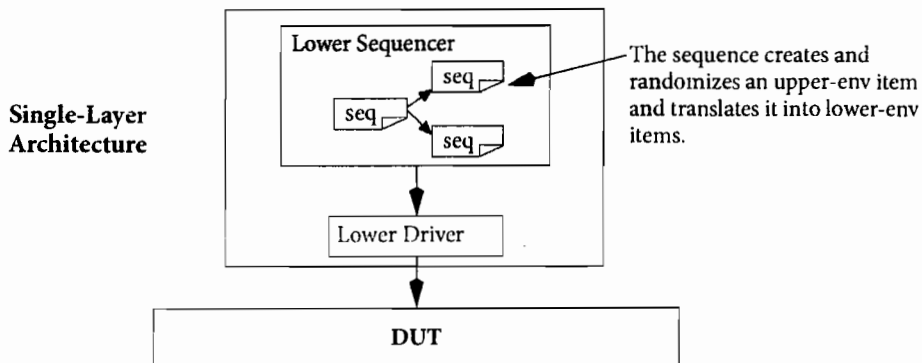 Single-Layer
Architecture
Lower Sequencer
seq
seq
seq
Lower Driver
DUT
The sequence creates and
randomizes an upper-env item
and translates it into lower-env
items.